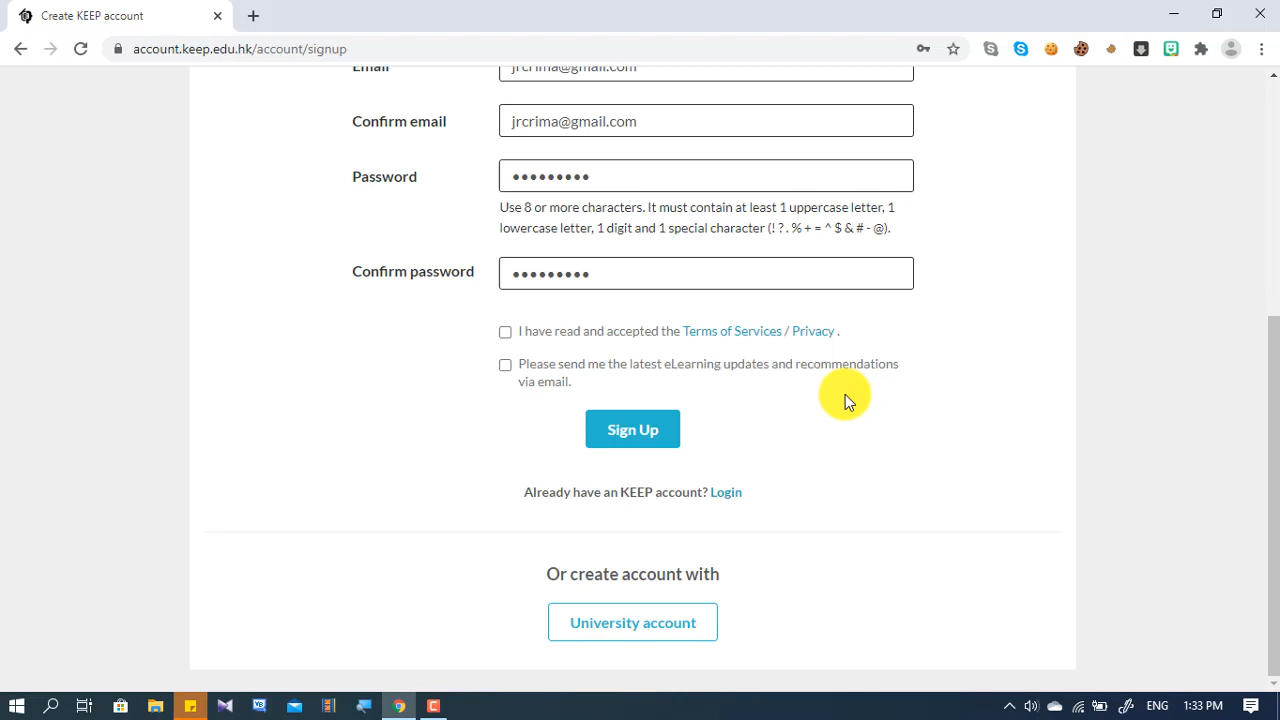 Create KEEP account
account.keep.edu.hk/account/signup
Email
jrcrima@gmail.com
Confirm email
jrcrima@gmail.com
Password
•••••••••
Use 8 or more characters. It must contain at least 1 uppercase letter, 1
lowercase letter, 1 digit and 1 special character (! ? . % + = ^ $ & # - @).
Confirm password
•••••••••
I have read and accepted the Terms of Services / Privacy .
Please send me the latest eLearning updates and recommendations
via email.
Sign Up
Already have an KEEP account? Login
Or create account with
University account
ENG
1:33 PM